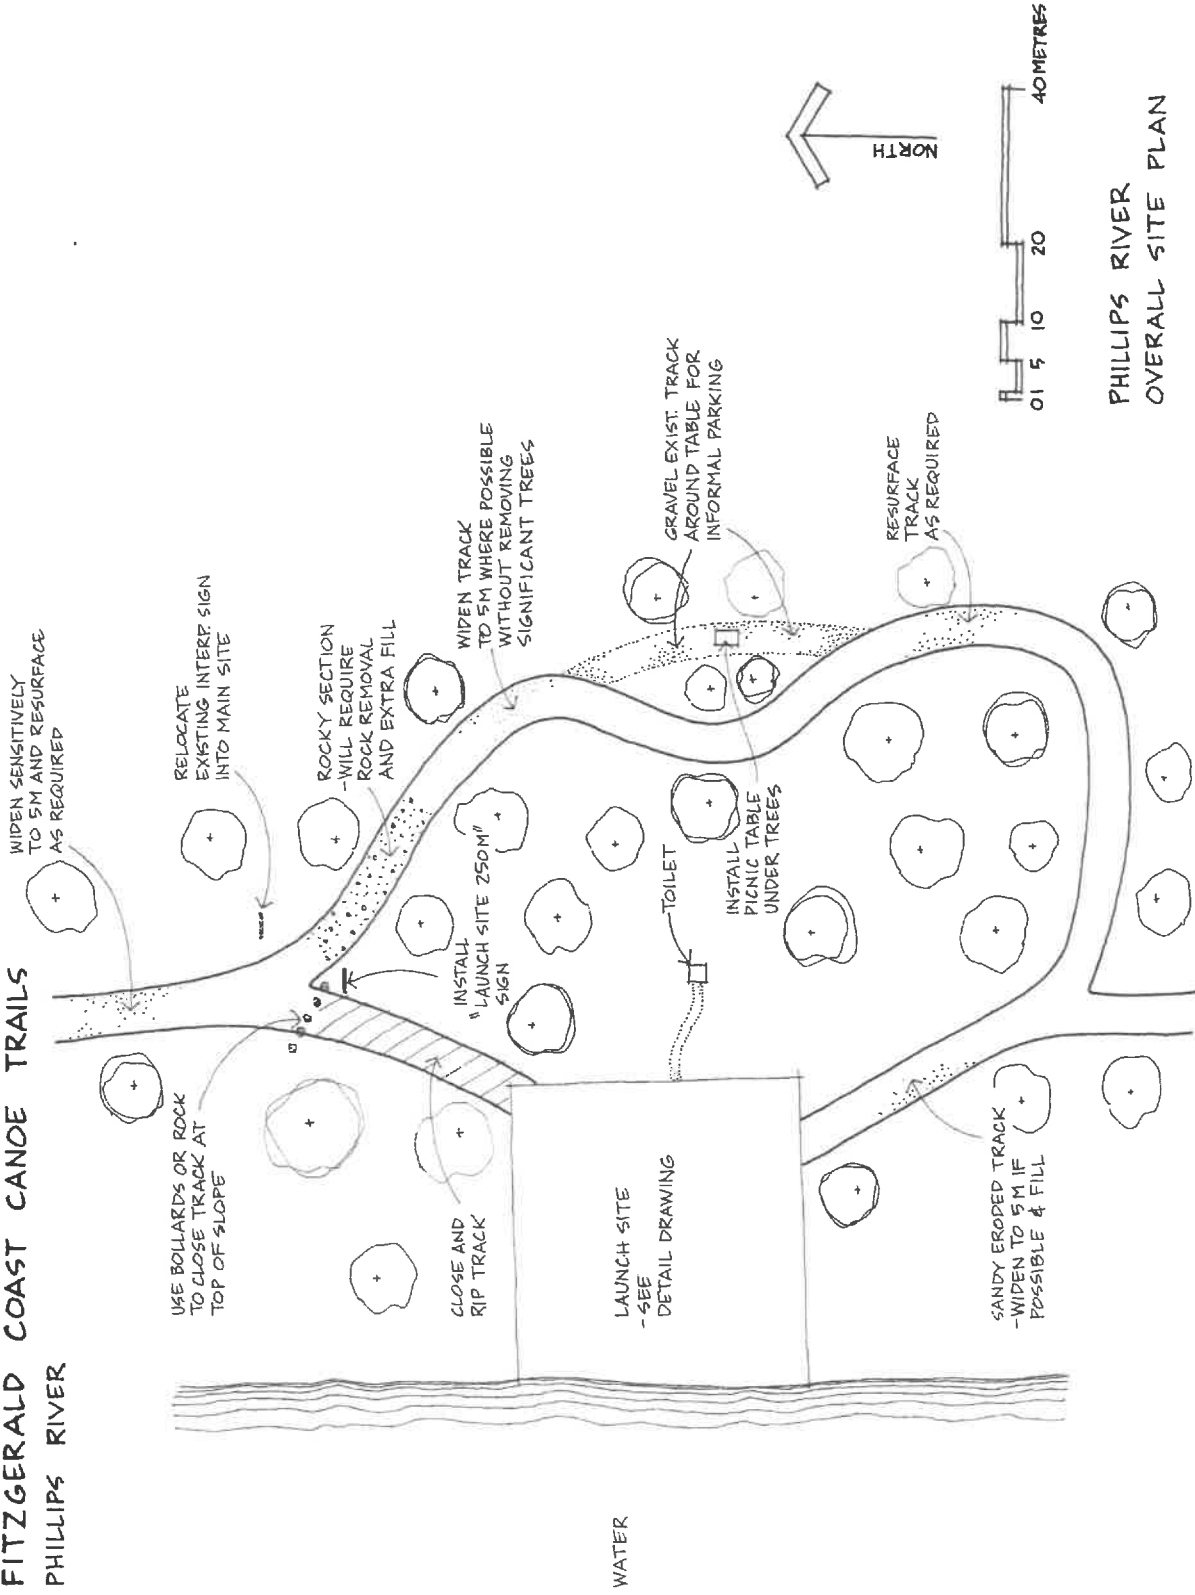 FITZGERALD COAST CANOE TRAILS
PHILLIPS RIVER
WIDEN SENSITIVELY
TO 5M AND RESURFACE
AS REQUIRED
RELOCATE
EXISTING INTERP. SIGN
INTO MAIN SITE
USE BOLLARDS OR ROCK
TO CLOSE TRACK AT
TOP OF SLOPE
ROCKY SECTION
-WILL REQUIRE
ROCK REMOVAL
AND EXTRA FILL
INSTALL
"LAUNCH SITE 250M"
SIGN
CLOSE AND
RIP TRACK
WIDEN TRACK
TO 5M WHERE POSSIBLE
WITHOUT REMOVING
SIGNIFICANT TREES
WATER
LAUNCH SITE
-SEE
DETAIL DRAWING
TOILET
INSTALL
PICNIC TABLE
UNDER TREES
GRAVEL EXIST. TRACK
AROUND TABLE FOR
INFORMAL PARKING
RESURFACE
TRACK
AS REQUIRED
SANDY ERODED TRACK
-WIDEN TO 5M IF
POSSIBLE & FILL
NORTH
0 1 5 10 20 40 METRES
PHILLIPS RIVER
OVERALL SITE PLAN